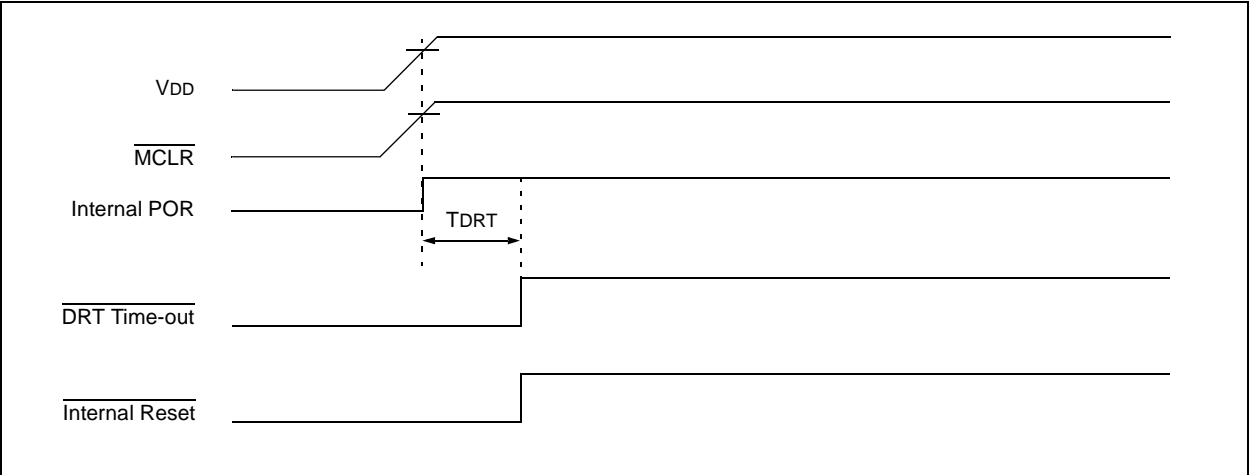 VDD
MCLR
Internal POR
TDRT
DRT Time-out
Internal Reset